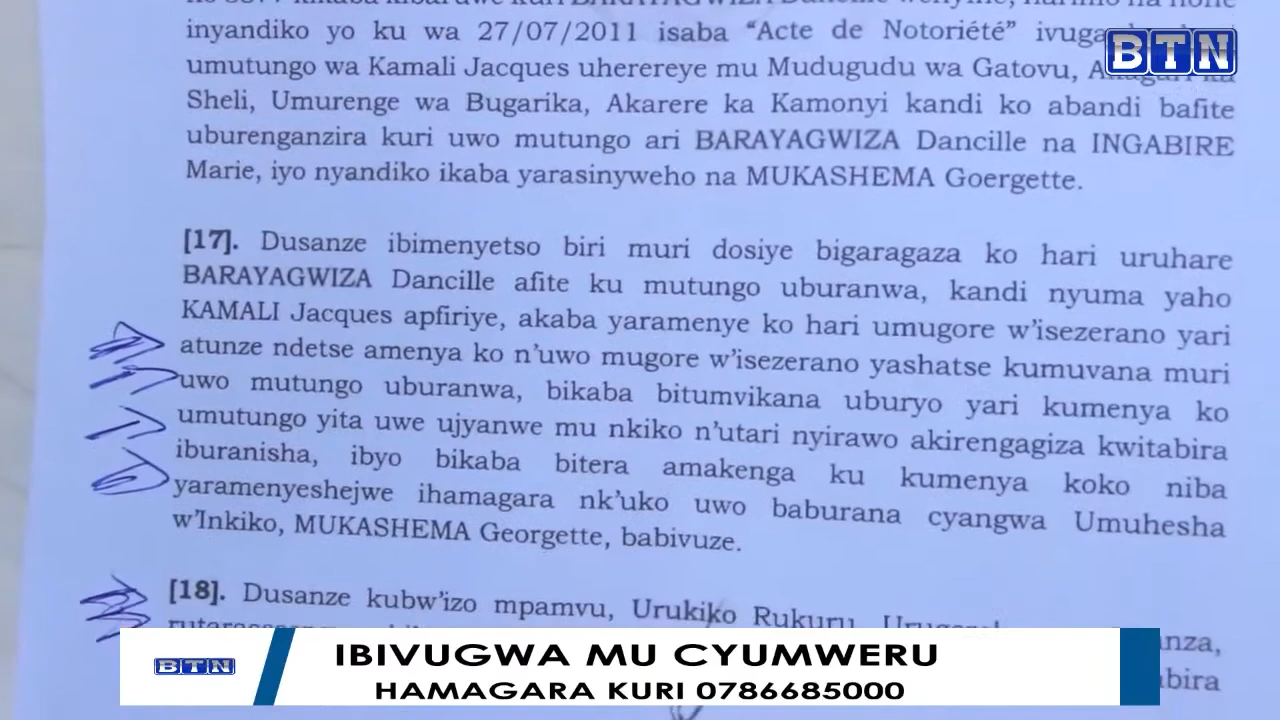 inyandiko yo ku wa 27/07/2011 isaba “Acte de Notoriété”
BTN
umutungo wa Kamali Jacques uherereye mu Mudugudu wa Gatovu,
Sheli, Umurenge wa Bugarika, Akarere ka Kamonyi kandi ko abandi bafite
uburenganzira kuri uwo mutungo ari BARAYAGWIZA Dancille na INGABIRE
Marie, iyo nyandiko ikaba yarasinyweho na MUKASHEMA Goergette.
[17]. Dusanze ibimenyetso biri muri dosiye bigaragaza ko hari uruhare
BARAYAGWIZA Dancille afite ku mutungo uburanwa, kandi nyuma yaho
KAMALI Jacques apfiriye, akaba yaramenye ko hari umugore w’isezerano yari
atunze ndetse amenya ko n’uwo mugore w’isezerano yashatse kumuvana muri
uwo mutungo uburanwa, bikaba bitumvikana uburyo yari kumenya ko
umutungo yita uwe ujyanwe mu nkiko n’utari nyirawo akirengagiza kwitabira
iburanisha, ibyo bikaba bitera amakenga ku kumenya koko niba
yaramenyeshejwe ihamagara nk’uko uwo baburana cyangwa Umuhesha
w’Inkiko, MUKASHEMA Georgette, babivuze.
[18]. Dusanze kubw’izo mpamvu, Urukiko Rukuru,
BTN
IBIVUGWA MU CYUMWERU
HAMAGARA KURI 0786685000